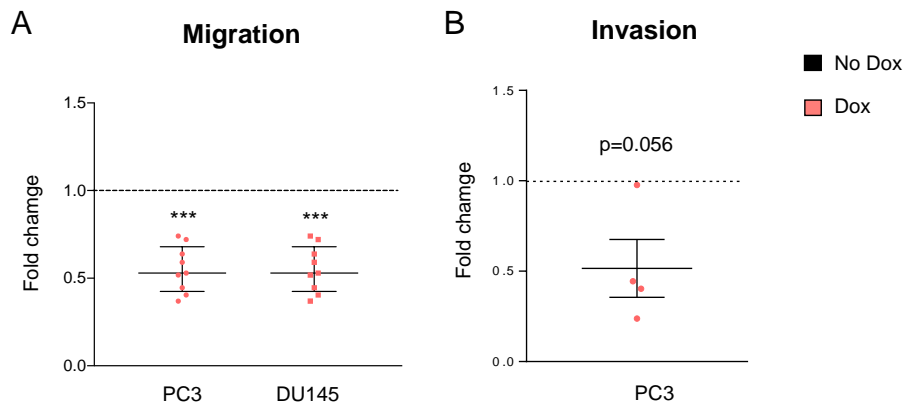 A
Migration
Fold chamge
1.5
1.0
0.5
0.0
***
***
PC3
DU145
B
Invasion
Fold chamge
1.5
1.0
0.5
0.0
p=0.056
PC3
No Dox
Dox